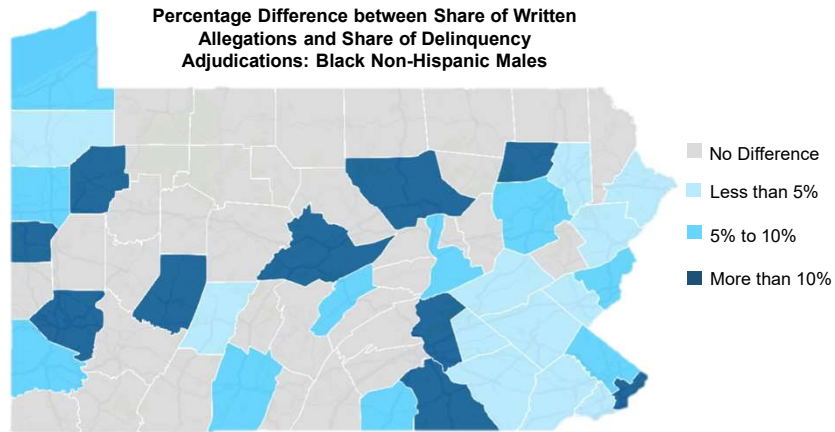 Percentage Difference between Share of Written
Allegations and Share of Delinquency
Adjudications: Black Non-Hispanic Males
No Difference
Less than 5%
5% to 10%
More than 10%